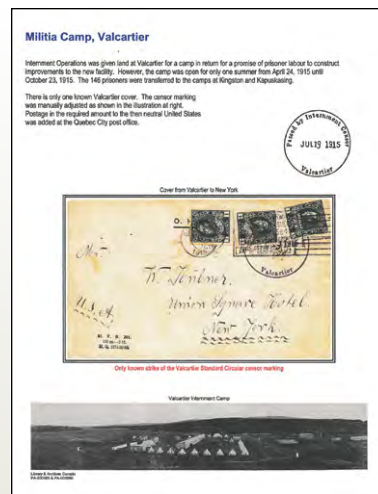 Militia Camp, Valcartier
Internment Operations was given land at Valcartier for a camp in return for a promise of prisoner labour to construct
improvements to the new facility. However, the camp was open for only one summer from April 24, 1915 until
October 23, 1915. The 146 prisoners were transferred to the camps at Kingston and Kapuskasing.
There is only one known Valcartier cover. The censor marking
was manually adjusted as shown in the illustration at right.
Postage in the required amount to the then neutral United States
was added at the Quebec City post office.
Passed by Internment Censor
JUL 19 1915
Valcartier
Cover from Valcartier to New York
O.
1915
Valcartier
Mr.
Union Square Hotel.
New York.
U.S.A.
Only known strike of the Valcartier Standard Circular censor marking
Valcartier Internment Camp
Library & Archives Canada